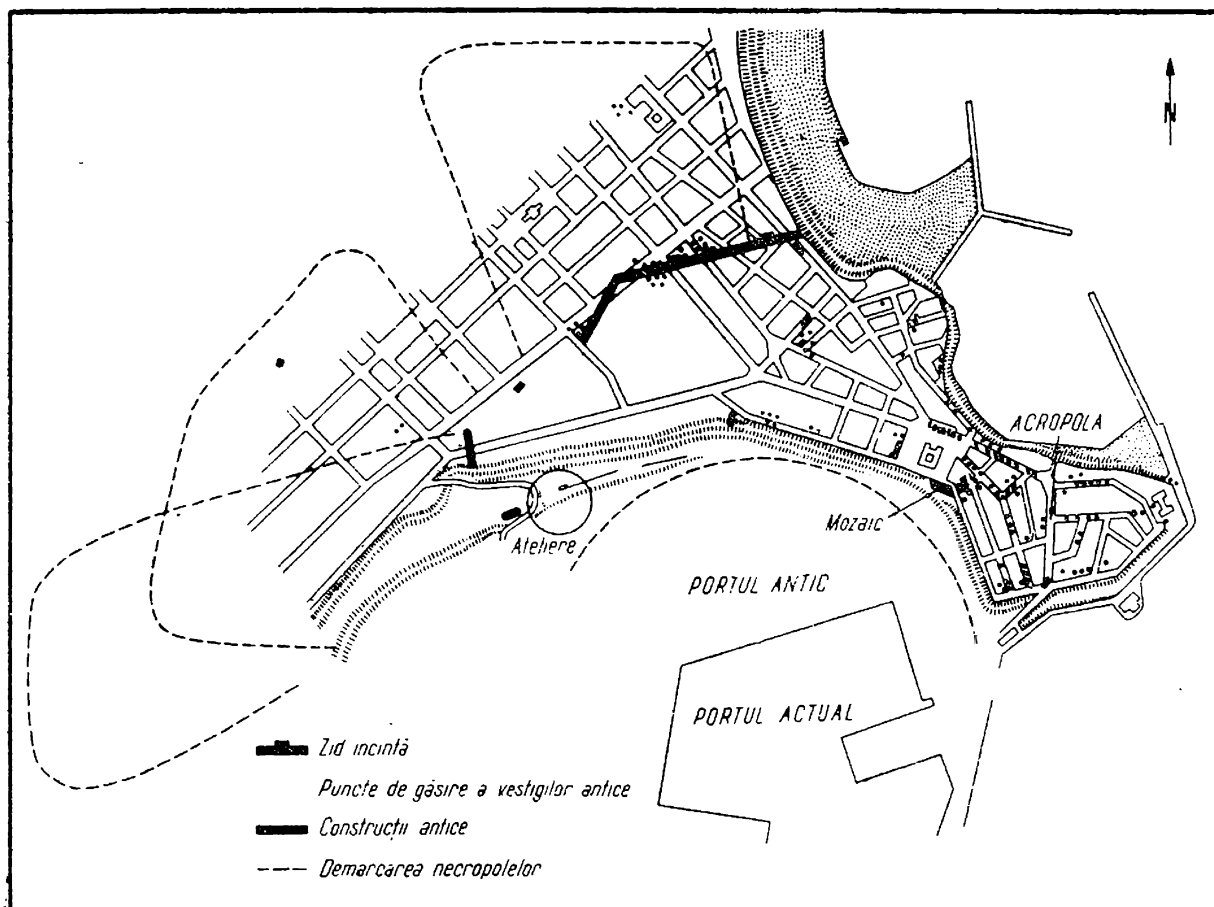 N
ACROPOLA
Mozaic
Ateliere
PORTUL ANTIC
PORTUL ACTUAL
Zid incintă
Puncte de găsire a vestigilor antice
Construcții antice
Demarcarea necropolelor